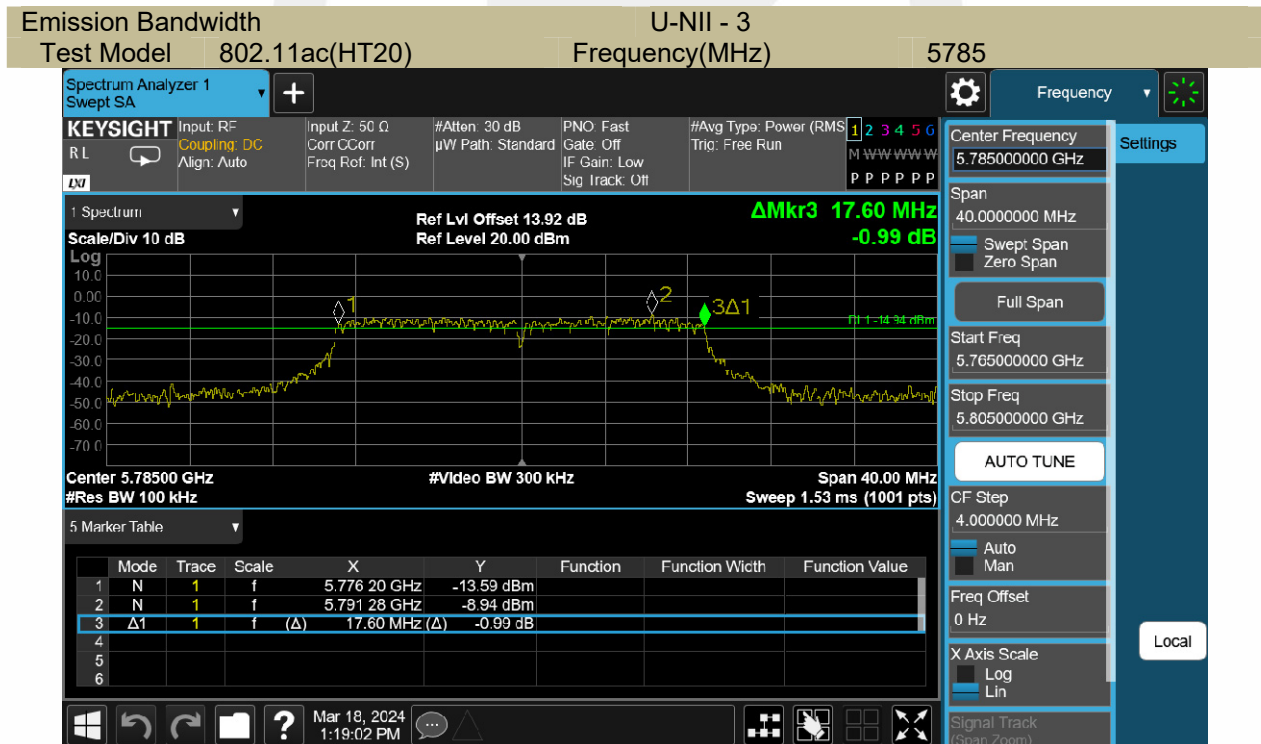 Emission Bandwidth U-NII - 3
Test Model 802.11ac(HT20) Frequency(MHz) 5785
Spectrum Analyzer 1
Swept SA
+
Frequency
KEYSIGHT
R L
LXI
Input: RF
Coupling: DC
Align: Auto
Input Z: 50 Ω
Corr CCorr
Freq Ref: Int (S)
#Atten: 30 dB
µW Path: Standard
PNO: Fast
Gate: Off
IF Gain: Low
Sig Track: Off
#Avg Type: Power (RMS
Trig: Free Run
1 2 3 4 5 6
M W W W W W
P P P P P P
1 Spectrum
Scale/Div 10 dB
Ref Lvl Offset 13.92 dB
Ref Level 20.00 dBm
ΔMkr3 17.60 MHz
-0.99 dB
Log
10.0
0.00
-10.0
-20.0
-30.0
-40.0
-50.0
-60.0
-70.0
1
2
3Δ1
DL1 -14.94 dBm
Center 5.78500 GHz #Video BW 300 kHz Span 40.00 MHz
#Res BW 100 kHz Sweep 1.53 ms (1001 pts)
5 Marker Table
Mode Trace Scale X Y Function Function Width Function Value
1 N 1 f 5.776 20 GHz -13.59 dBm
2 N 1 f 5.791 28 GHz -8.94 dBm
3 Δ1 1 f (Δ) 17.60 MHz (Δ) -0.99 dB
4
5
6
Center Frequency
5.785000000 GHz
Settings
Span
40.0000000 MHz
Swept Span
Zero Span
Full Span
Start Freq
5.765000000 GHz
Stop Freq
5.805000000 GHz
AUTO TUNE
CF Step
4.000000 MHz
Auto
Man
Freq Offset
0 Hz
X Axis Scale
Log
Lin
Signal Track
(Span Zoom)
Local
?
Mar 18, 2024
1:19:02 PM